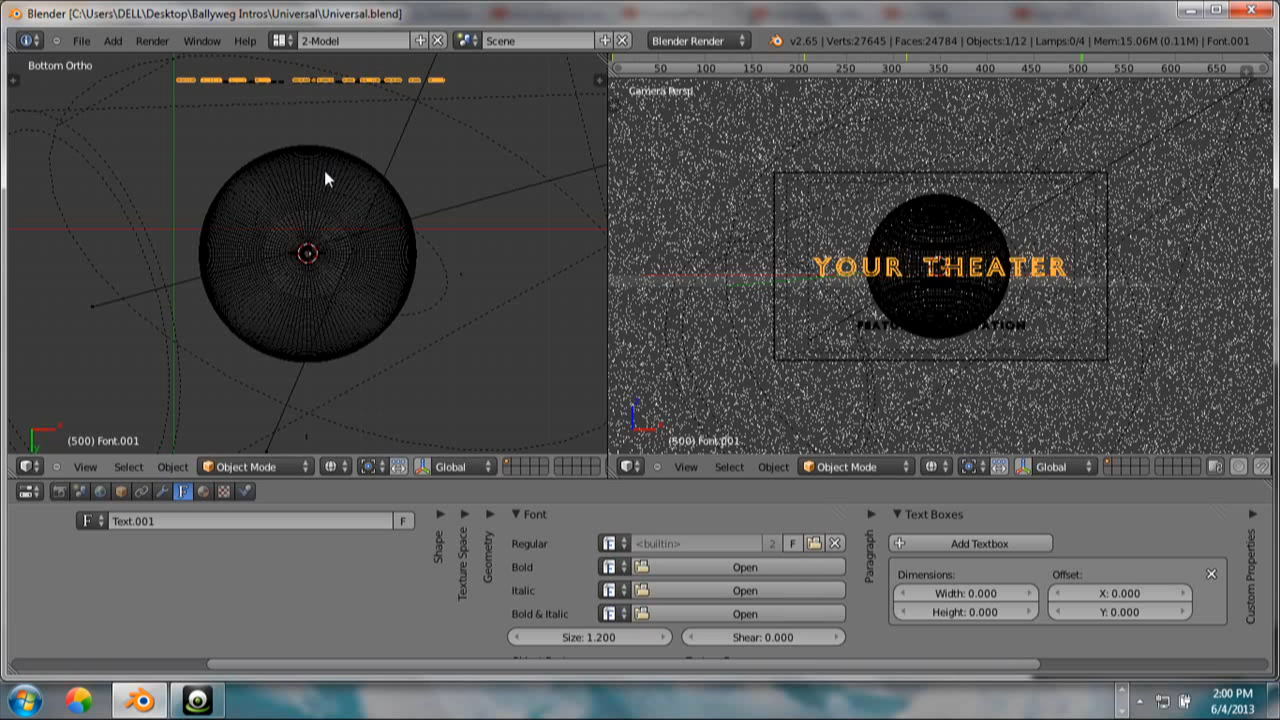 Blender [C:\Users\DELL\Desktop\Ballyweg Intros\Universal\Universal.blend]
File Add Render Window Help 2-Model Scene Blender Render v2.65 | Verts:27645 | Faces:24784 | Objects:1/12 | Lamps:0/4 | Mem:15.06M (0.11M) | Font.001
Bottom Ortho
50 100 150 200 250 300 350 400 450 500 550 600 650
Camera Persp
YOUR THEATER
(500) Font.001
(500) Font.001
View Select Object Object Mode Global
View Select Object Object Mode Global
F Text.001 F
Shape
Texture Space
Geometry
Font
Regular <builtin> 2 F
Bold Open
Italic Open
Bold & Italic Open
Size: 1.200 Shear: 0.000
Paragraph
Text Boxes
Add Textbox
Dimensions: Offset:
Width: 0.000 X: 0.000
Height: 0.000 Y: 0.000
Custom Properties
2:00 PM
6/4/2013